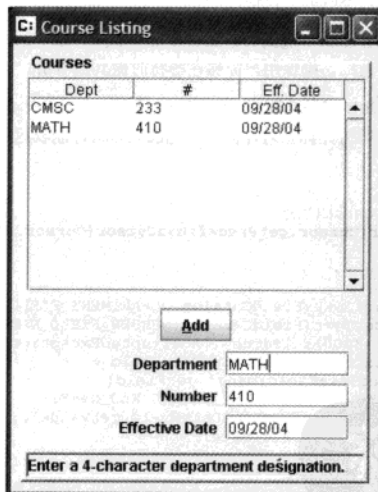 C: Course Listing
Courses
Dept # Eff. Date
CMSC 233 09/28/04
MATH 410 09/28/04
Add
Department MATH
Number 410
Effective Date 09/28/04
Enter a 4-character department designation.